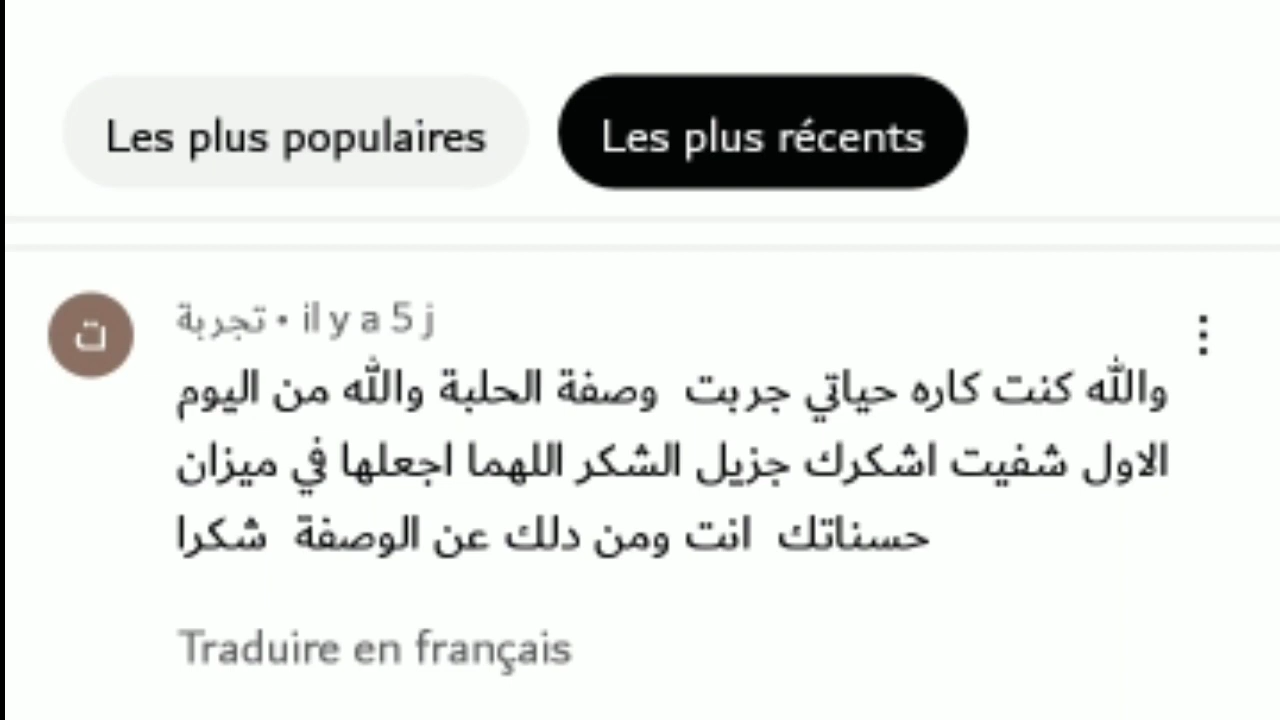 Les plus populaires
Les plus récents
ت
تجربة • il y a 5 j
والله كنت كاره حياتي جربت وصفة الحلبة والله من اليوم
الاول شفيت اشكرك جزيل الشكر اللهما اجعلها في ميزان
حسناتك انت ومن دلك عن الوصفة شكرا
Traduire en français